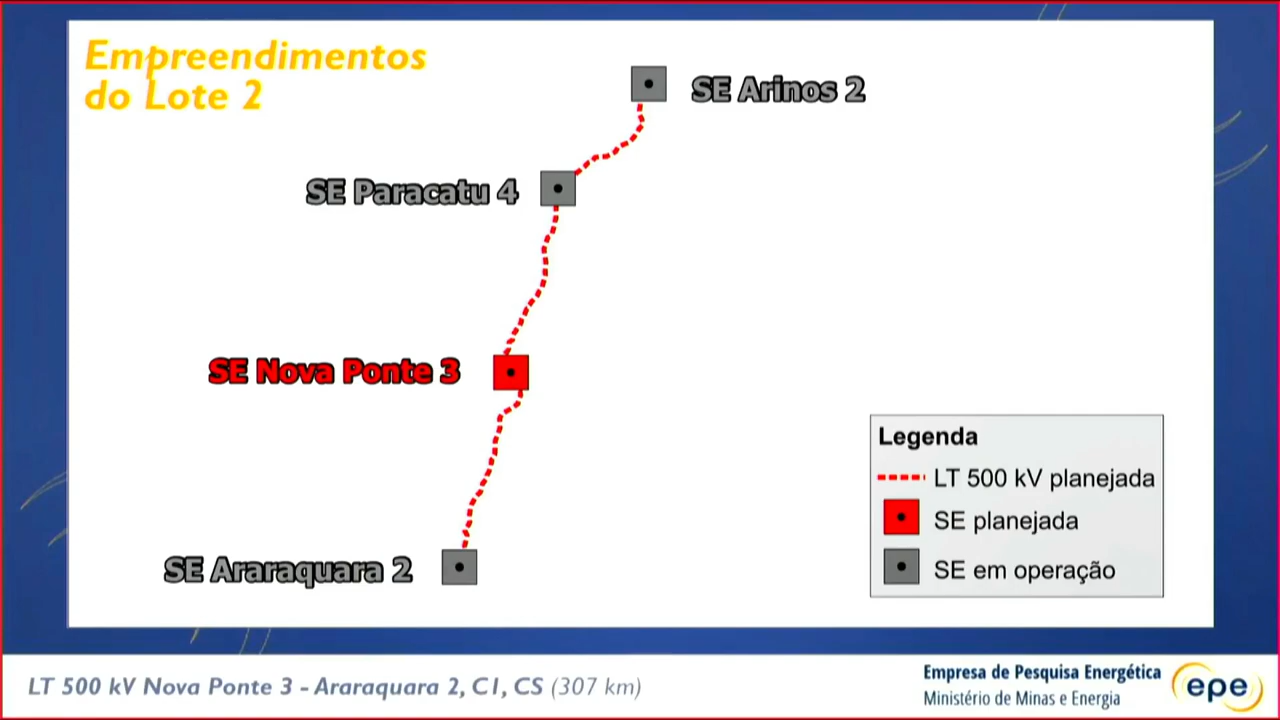 Empreendimentos
do Lote 2
SE Arinos 2
SE Paracatu 4
SE Nova Ponte 3
SE Araraquara 2
Legenda
LT 500 kV planejada
SE planejada
SE em operação
LT 500 kV Nova Ponte 3 - Araraquara 2, C1, CS (307 km)
Empresa de Pesquisa Energética
Ministério de Minas e Energia
epe